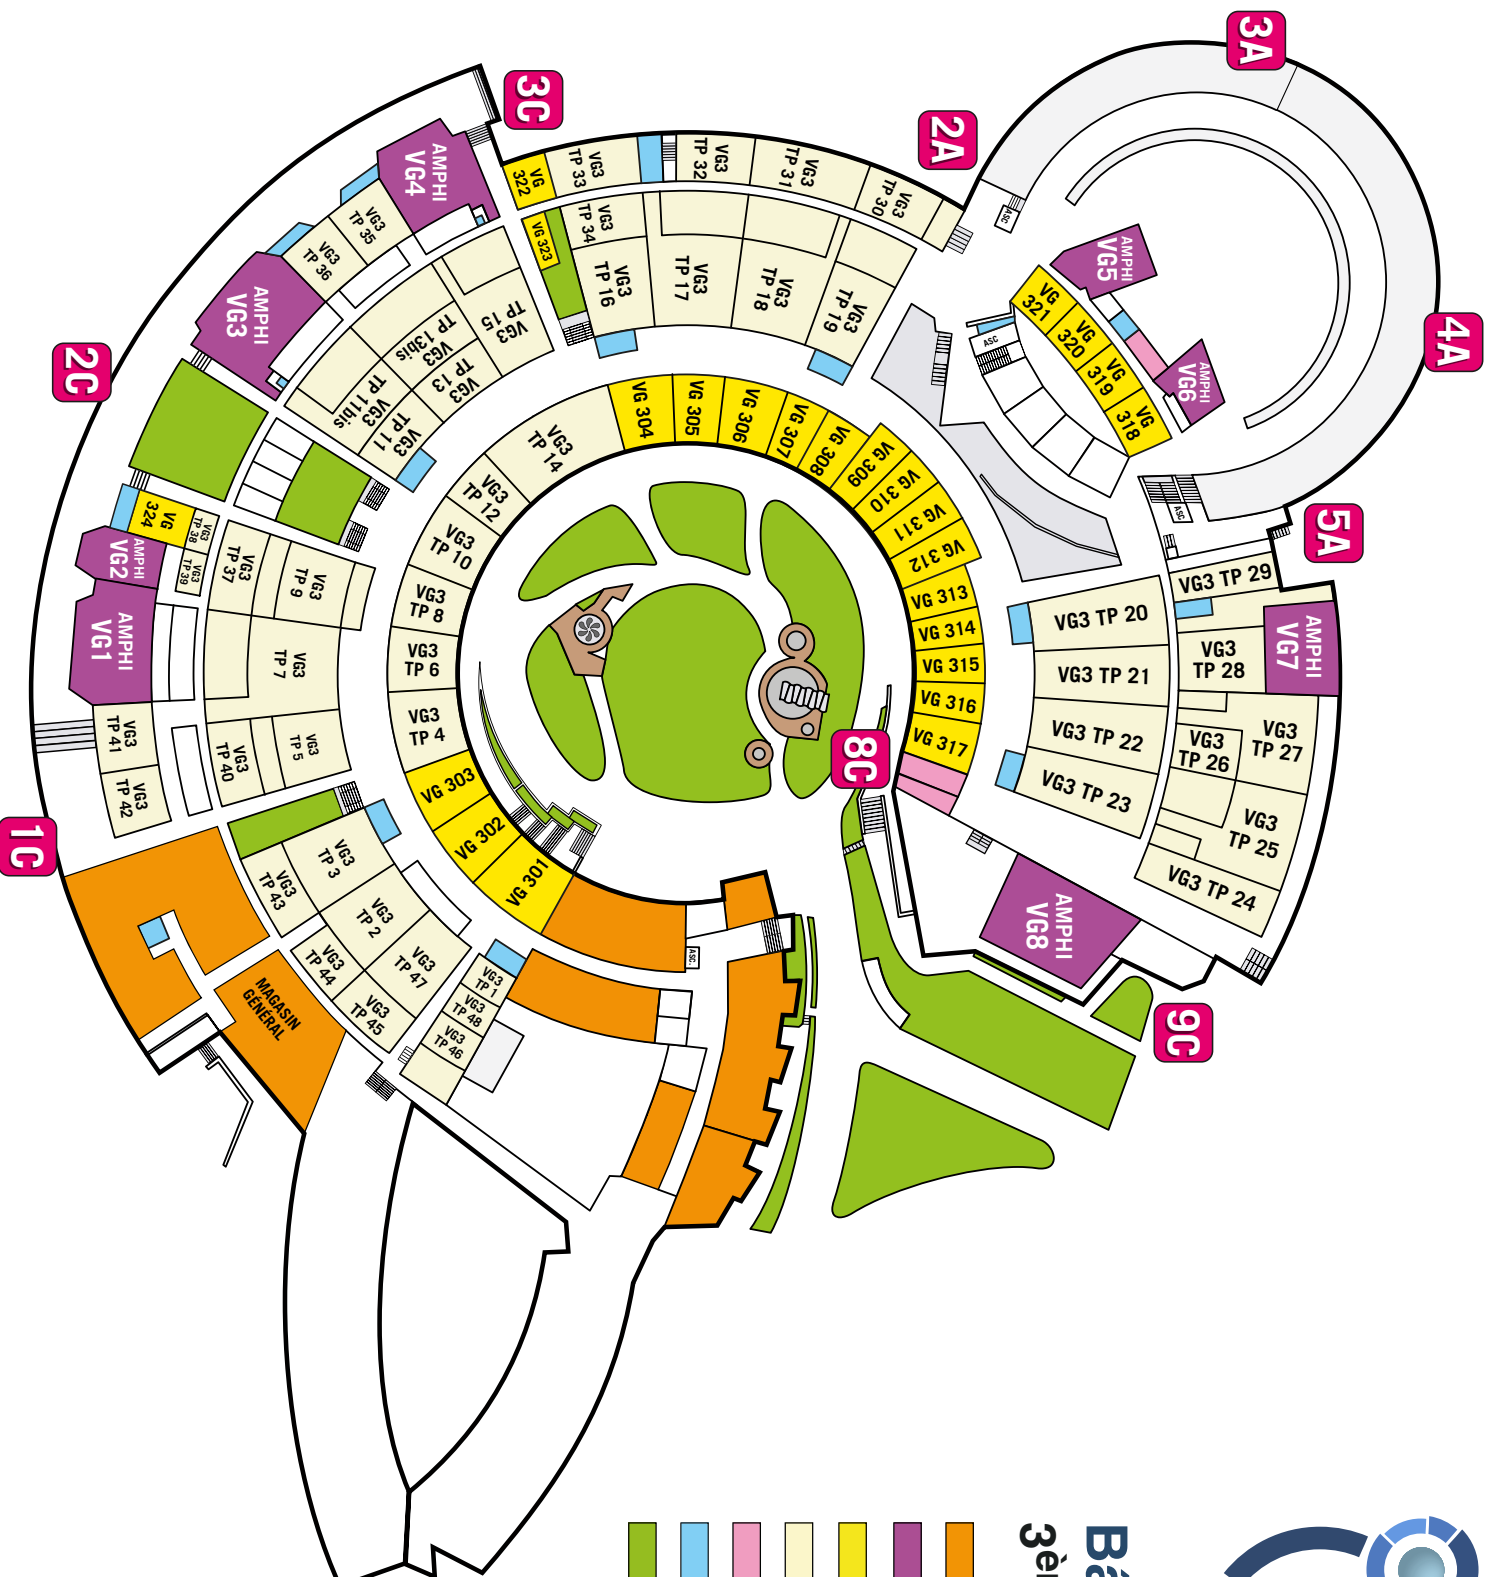 3A
3C
2A
4A
2C
5A
8C
1C
9C
AMPHI
VG4
VG
322
VG3
TP 33
VG3
TP 32
VG3
TP 31
VG3
TP 30
ASC
AMPHI
VG5
VG3
TP 35
VG3
TP 36
VG 323
VG3
TP 34
VG3
TP 16
VG3
TP 17
VG3
TP 18
VG3
TP 19
VG
321
VG
320
VG
319
VG
318
AMPHI
VG6
ASC
AMPHI
VG3
VG3
TP 15
VG3
TP 13bis
VG3
TP 13
VG3
TP 11bis
VG3
TP 11
VG3
TP 14
VG 304
VG 305
VG 306
VG 307
VG 308
VG 309
VG 310
VG 311
VG 312
VG 313
VG 314
VG 315
VG 316
VG 317
ASC
VG3
TP 12
VG3
TP 10
VG3
TP 8
VG3
TP 6
VG3
TP 4
VG 303
VG 302
VG 301
VG
324
VG3
TP 38
VG3
TP 39
VG3
TP 37
VG3
TP 9
AMPHI
VG2
AMPHI
VG1
VG3
TP 7
VG3
TP 5
VG3
TP 40
VG3
TP 41
VG3
TP 42
VG3 TP 29
VG3 TP 20
VG3 TP 21
VG3 TP 22
VG3 TP 23
VG3
TP 28
AMPHI
VG7
VG3
TP 27
VG3
TP 26
VG3
TP 25
VG3 TP 24
AMPHI
VG8
VG3
TP 3
VG3
TP 43
VG3
TP 2
VG3
TP 44
VG3
TP 47
VG3
TP 45
VG3
TP 1
VG3
TP 48
VG3
TP 46
ASC.
MAGASIN
GÉNÉRAL
Bâ
3è